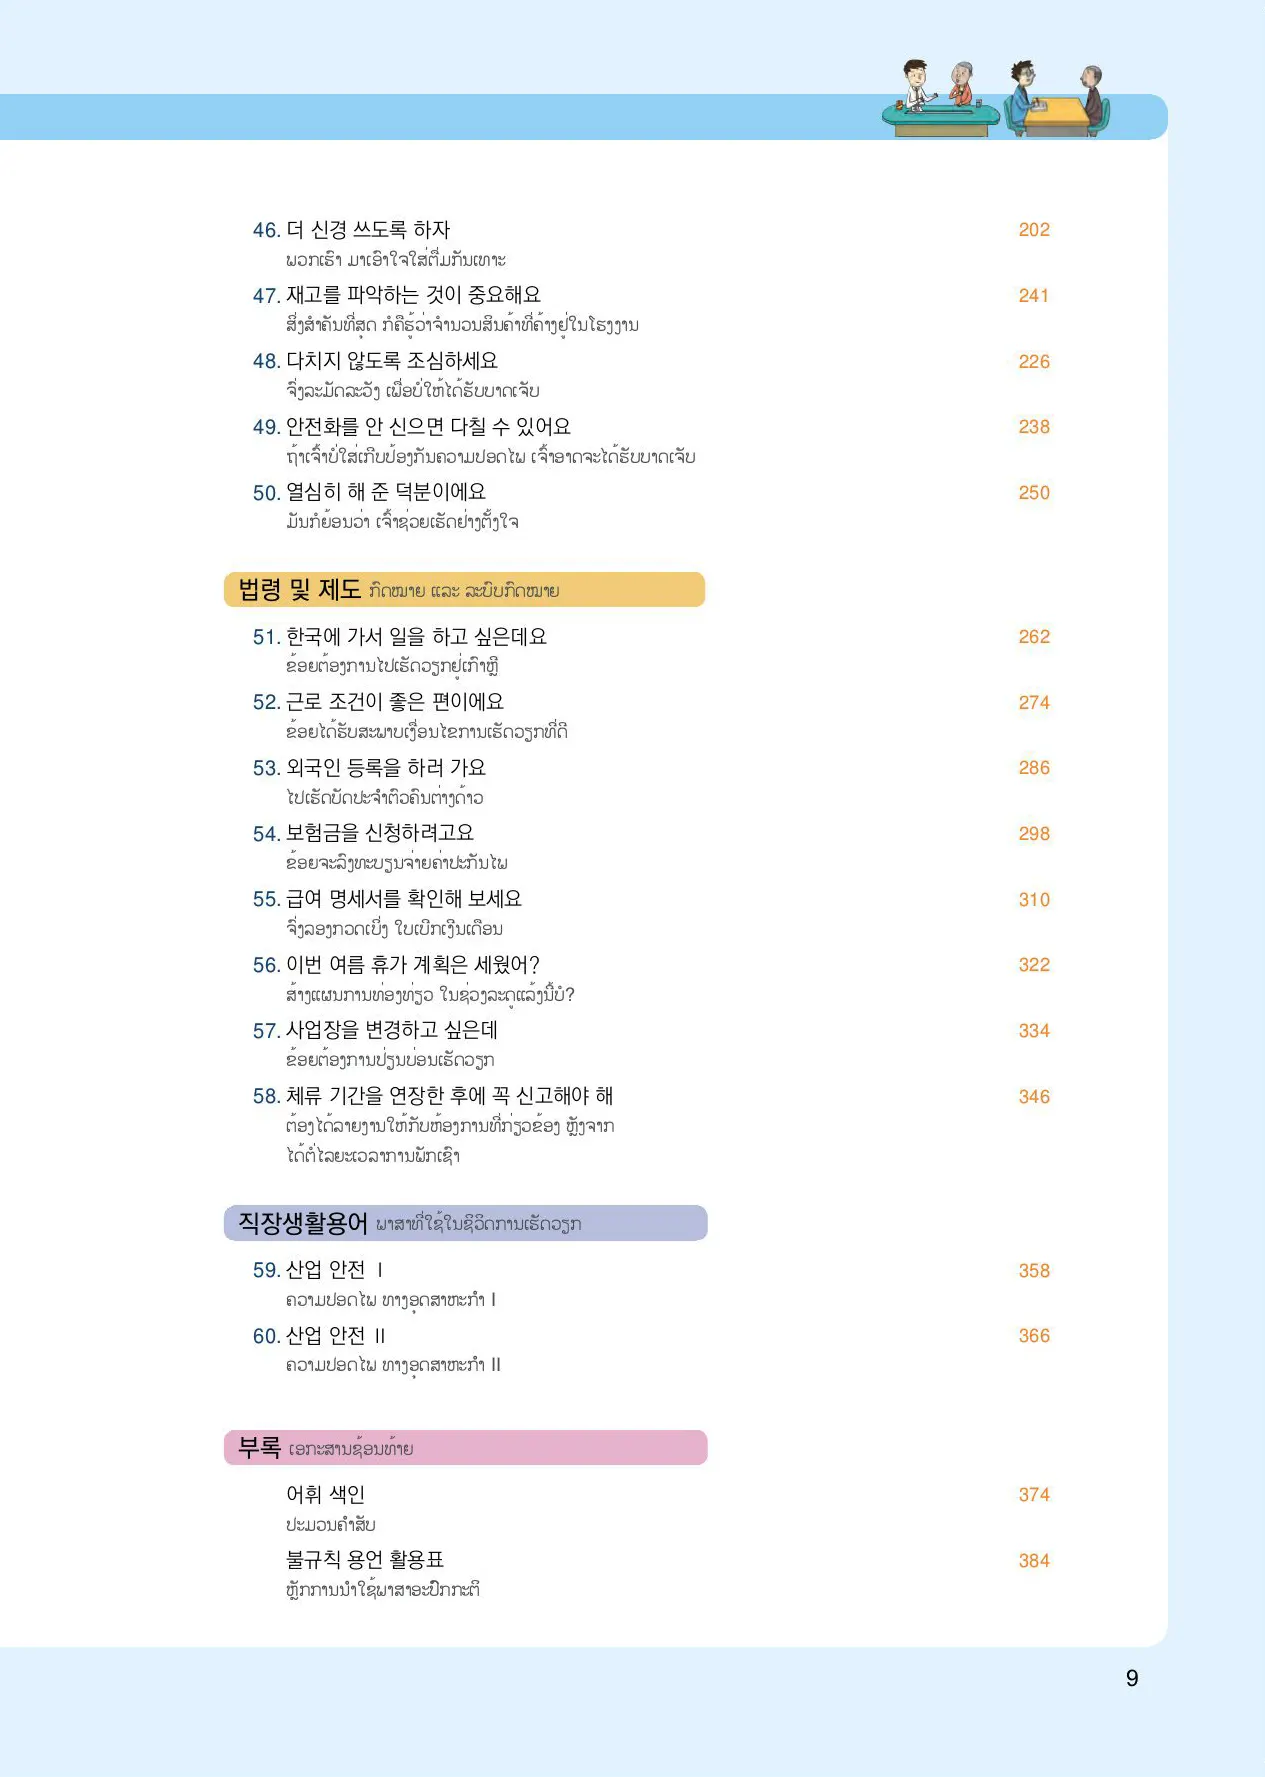 46. 더 신경 쓰도록 하자 202
ພວກເຮົາ ມາເອົາໃຈໃສ່ຕື່ມກັນເທາະ
47. 재고를 파악하는 것이 중요해요 241
ສິ່ງສຳຄັນທີ່ສຸດ ກໍຄືຮູ້ວ່າຈຳນວນສິນຄ້າທີ່ຄ້າງຢູ່ໃນໂຮງງານ
48. 다치지 않도록 조심하세요 226
ຈົ່ງລະມັດລະວັງ ເພື່ອບໍ່ໃຫ້ໄດ້ຮັບບາດເຈັບ
49. 안전화를 안 신으면 다칠 수 있어요 238
ຖ້າເຈົ້າບໍ່ໃສ່ເກີບປ້ອງກັນຄວາມປອດໄພ ເຈົ້າອາດຈະໄດ້ຮັບບາດເຈັບ
50. 열심히 해 준 덕분이에요 250
ມັນກໍຍ້ອນວ່າ ເຈົ້າຊ່ວຍເຮັດຢ່າງຕັ້ງໃຈ
법령 및 제도 ກົດໝາຍ ແລະ ລະບົບກົດໝາຍ
51. 한국에 가서 일을 하고 싶은데요 262
ຂ້ອຍຕ້ອງການໄປເຮັດວຽກຢູ່ເກົາຫຼີ
52. 근로 조건이 좋은 편이에요 274
ຂ້ອຍໄດ້ຮັບສະພາບເງື່ອນໄຂການເຮັດວຽກທີ່ດີ
53. 외국인 등록을 하러 가요 286
ໄປເຮັດບັດປະຈຳຕົວຄົນຕ່າງດ້າວ
54. 보험금을 신청하려고요 298
ຂ້ອຍຈະລົງທະບຽນຈ່າຍຄ່າປະກັນໄພ
55. 급여 명세서를 확인해 보세요 310
ຈົ່ງລອງກວດເບິ່ງ ໃບເບີກເງີນເດືອນ
56. 이번 여름 휴가 계획은 세웠어? 322
ສ້າງແຜນການທ່ອງທ່ຽວ ໃນຊ່ວງລະດູແລ້ງນີ້ບໍ?
57. 사업장을 변경하고 싶은데 334
ຂ້ອຍຕ້ອງການປ່ຽນບ່ອນເຮັດວຽກ
58. 체류 기간을 연장한 후에 꼭 신고해야 해 346
ຕ້ອງໄດ້ລາຍງານໃຫ້ກັບຫ້ອງການທີ່ກ່ຽວຂ້ອງ ຫຼັງຈາກ
ໄດ້ຕໍ່ໄລຍະເວລາການພັກເຊົາ
직장생활용어 ພາສາທີ່ໃຊ້ໃນຊິວິດການເຮັດວຽກ
59. 산업 안전 Ⅰ 358
ຄວາມປອດໄພ ທາງອຸດສາຫະກຳ I
60. 산업 안전 Ⅱ 366
ຄວາມປອດໄພ ທາງອຸດສາຫະກຳ II
부록 ເອກະສານຊ້ອນທ້າຍ
어휘 색인 374
ປະມວນຄຳສັບ
불규칙 용언 활용표 384
ຫຼັກການນຳໃຊ້ພາສາອະປົກກະຕິ
9